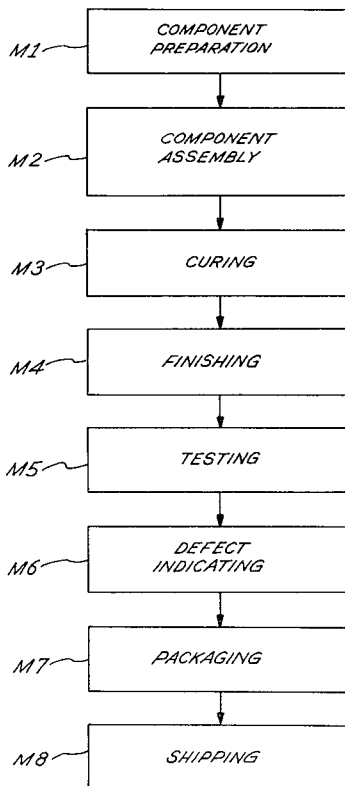 M1
COMPONENT
PREPARATION
M2
COMPONENT
ASSEMBLY
M3
CURING
M4
FINISHING
M5
TESTING
M6
DEFECT
INDICATING
M7
PACKAGING
M8
SHIPPING